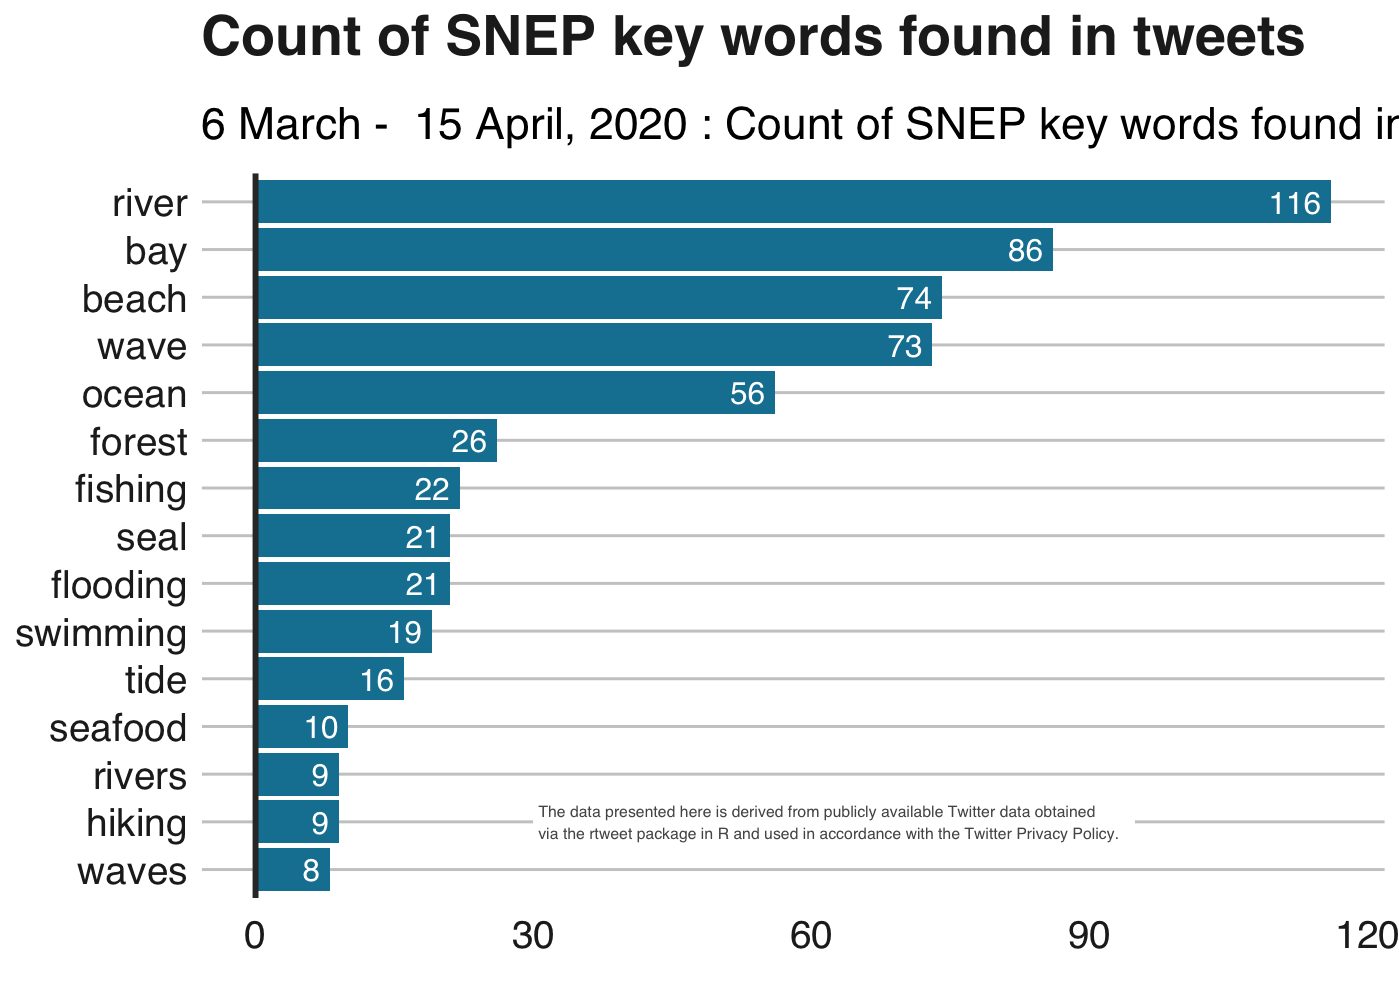 Count of SNEP key words found in tweets
6 March -  15 April, 2020 : Count of SNEP key words found in
river 116
bay 86
beach 74
wave 73
ocean 56
forest 26
fishing 22
seal 21
flooding 21
swimming 19
tide 16
seafood 10
rivers 9
hiking 9
The data presented here is derived from publicly available Twitter data obtained
via the rtweet package in R and used in accordance with the Twitter Privacy Policy.
waves 8
0 30 60 90 120